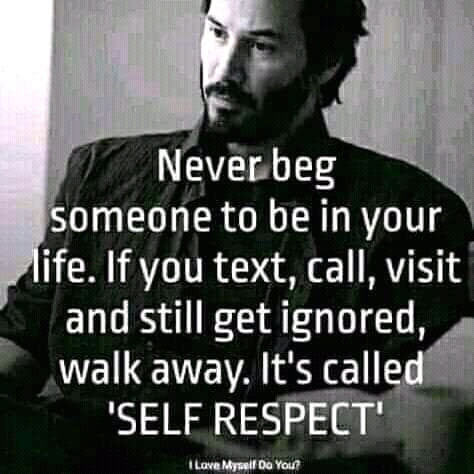 Never beg
someone to be in your
life. If you text, call, visit
and still get ignored,
walk away. It's called
'SELF RESPECT'
I Love Myself Do You?